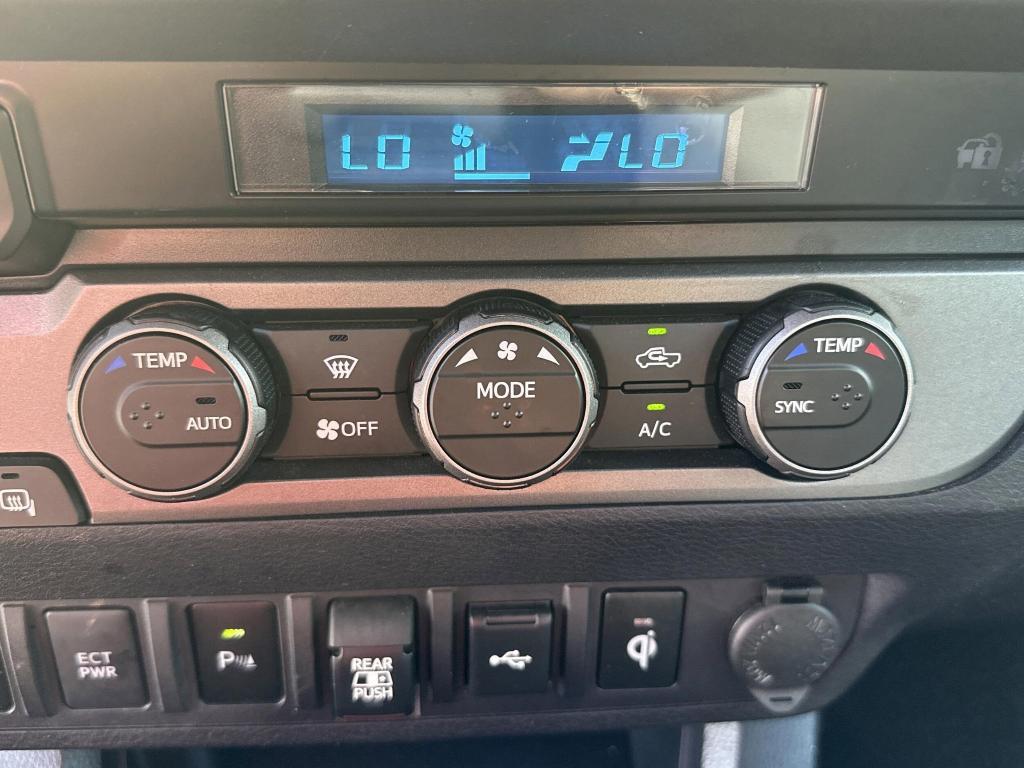 LO LO
TEMP
AUTO
OFF
MODE
A/C
TEMP
SYNC
ECT
PWR
P
REAR
PUSH